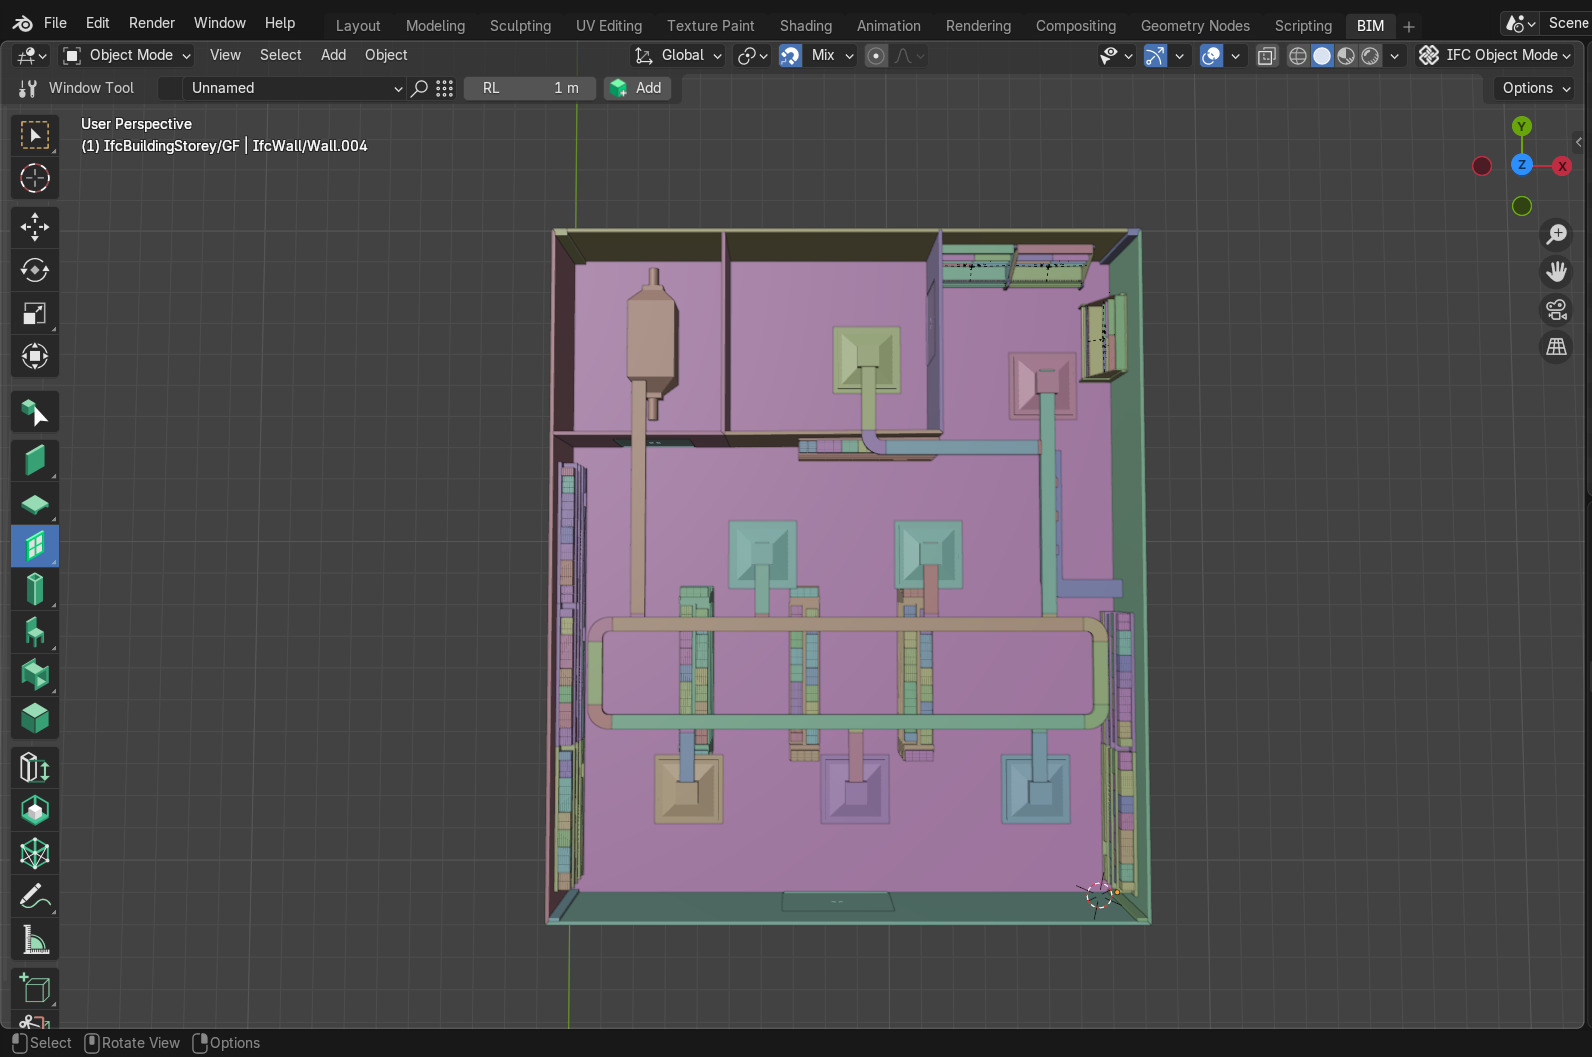 File Edit Render Window Help Layout Modeling Sculpting UV Editing Texture Paint Shading Animation Rendering Compositing Geometry Nodes Scripting BIM + Scene
Object Mode View Select Add Object Global Mix IFC Object Mode
Window Tool Unnamed RL 1 m Add Options
User Perspective
(1) IfcBuildingStorey/GF | IfcWall/Wall.004
Y
Z
X
Select Rotate View Options